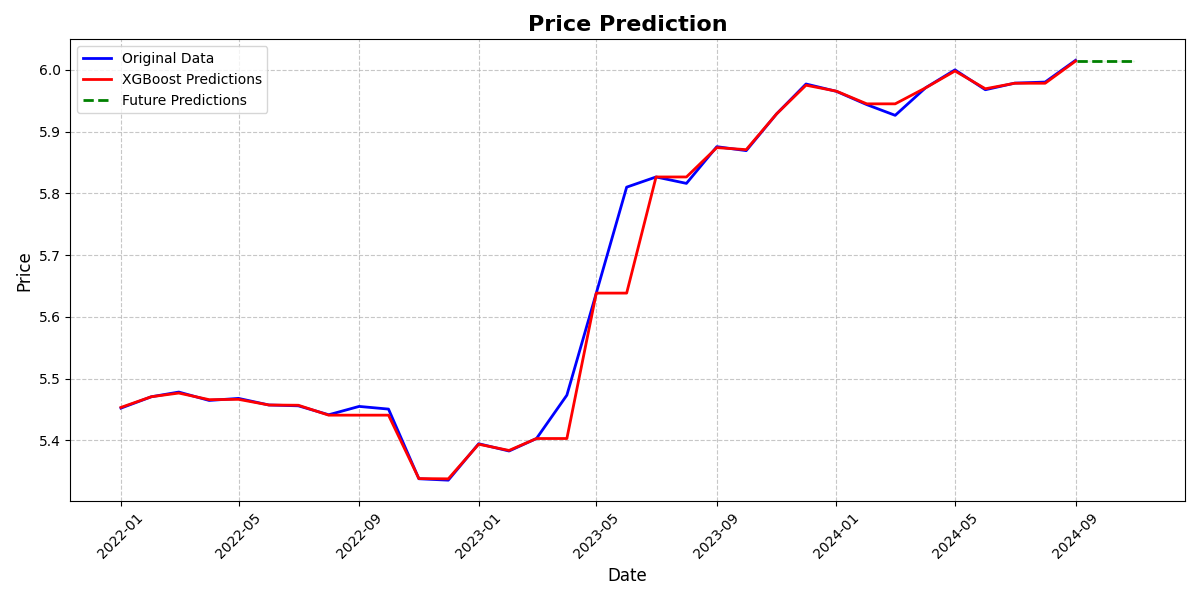 Price Prediction
Original Data
XGBoost Predictions
Future Predictions
Price
6.0
5.9
5.8
5.7
5.6
5.5
5.4
2022-01
2022-05
2022-09
2023-01
2023-05
2023-09
2024-01
2024-05
2024-09
Date